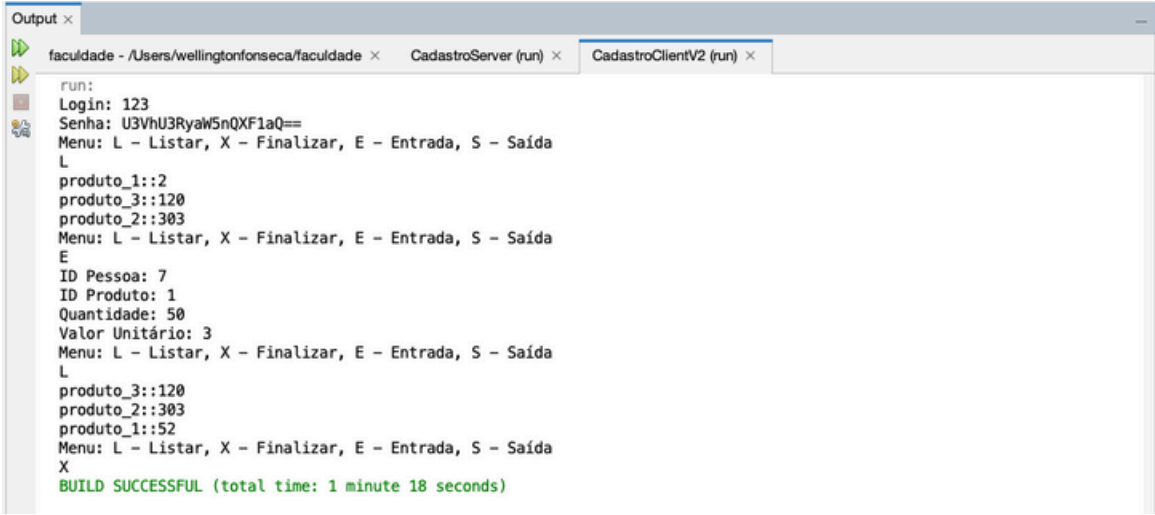 Output ×
faculdade - /Users/wellingtonfonseca/faculdade × CadastroServer (run) × CadastroClientV2 (run) ×
run:
Login: 123
Senha: U3VhU3RyaW5nQXF1aQ==
Menu: L – Listar, X – Finalizar, E – Entrada, S – Saída
L
produto_1::2
produto_3::120
produto_2::303
Menu: L – Listar, X – Finalizar, E – Entrada, S – Saída
E
ID Pessoa: 7
ID Produto: 1
Quantidade: 50
Valor Unitário: 3
Menu: L – Listar, X – Finalizar, E – Entrada, S – Saída
L
produto_3::120
produto_2::303
produto_1::52
Menu: L – Listar, X – Finalizar, E – Entrada, S – Saída
X
BUILD SUCCESSFUL (total time: 1 minute 18 seconds)